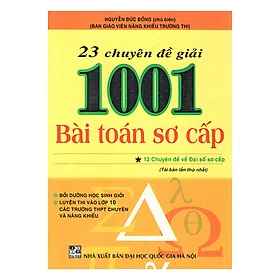 NGUYỄN ĐỨC ĐỒNG (chủ biên)
(BAN GIÁO VIÊN NĂNG KHIẾU TRƯỜNG THI)
23 chuyên đề giải
1001
Bài toán sơ cấp
★ 12 Chuyên đề về Đại số sơ cấp
(Tái bản lần thứ nhất)
BỒI DƯỠNG HỌC SINH GIỎI
LUYỆN THI VÀO LỚP 10
CÁC TRƯỜNG THPT CHUYÊN
VÀ NĂNG KHIẾU
2
Δ
λ
θ
Ω
NHÀ XUẤT BẢN ĐẠI HỌC QUỐC GIA HÀ NỘI